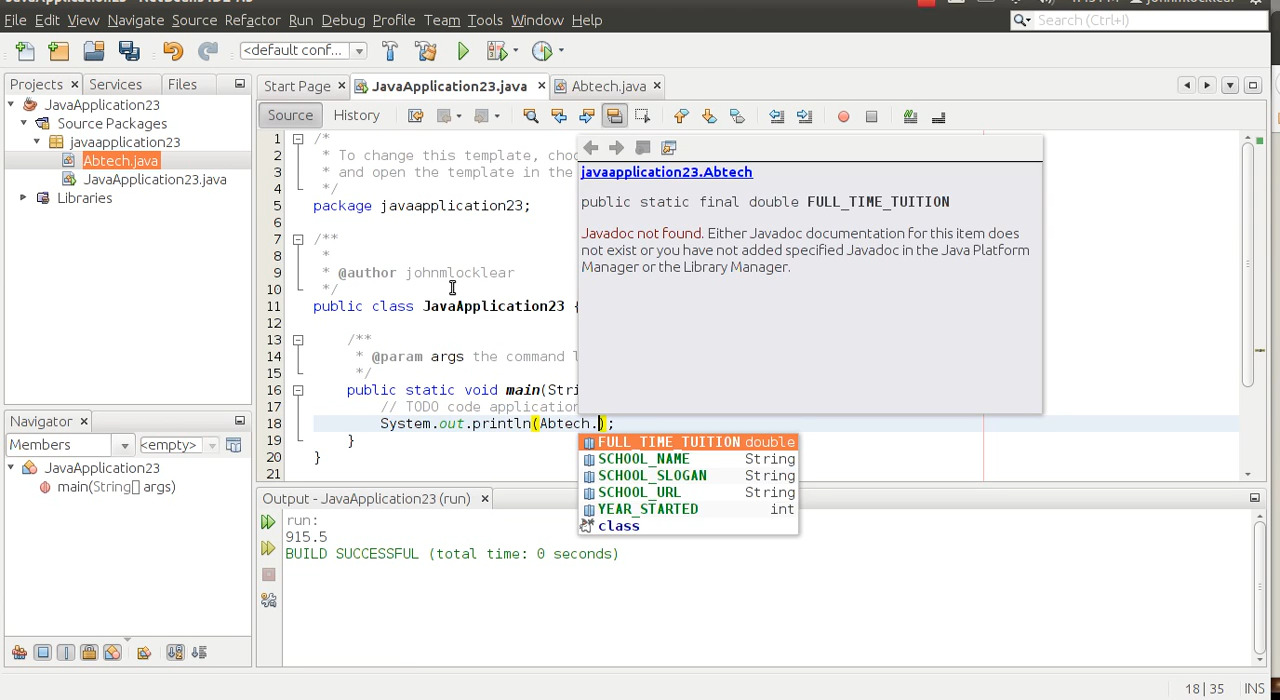 File Edit View Navigate Source Refactor Run Debug Profile Team Tools Window Help
Search (Ctrl+I)
<default conf...
Projects Services Files
Start Page JavaApplication23.java Abtech.java
JavaApplication23
Source Packages
javaapplication23
Abtech.java
JavaApplication23.java
Libraries
Source History
1 /*
2 * To change this template, cho
3 * and open the template in the
4 */
5 package javaapplication23;
6
7 /**
8 *
9 * @author johnmlocklear
10 */
11 public class JavaApplication23 {
12
13 /**
14 * @param args the command l
15 */
16 public static void main(Stri
17 // TODO code application
18 System.out.println(Abtech.);
19 }
20 }
21
javaapplication23.Abtech
public static final double FULL_TIME_TUITION
Javadoc not found. Either Javadoc documentation for this item does
not exist or you have not added specified Javadoc in the Java Platform
Manager or the Library Manager.
FULL_TIME_TUITION double
SCHOOL_NAME String
SCHOOL_SLOGAN String
SCHOOL_URL String
YEAR_STARTED int
class
Navigator
Members <empty>
JavaApplication23
main(String[] args)
Output - JavaApplication23 (run)
run:
915.5
BUILD SUCCESSFUL (total time: 0 seconds)
18|35 INS